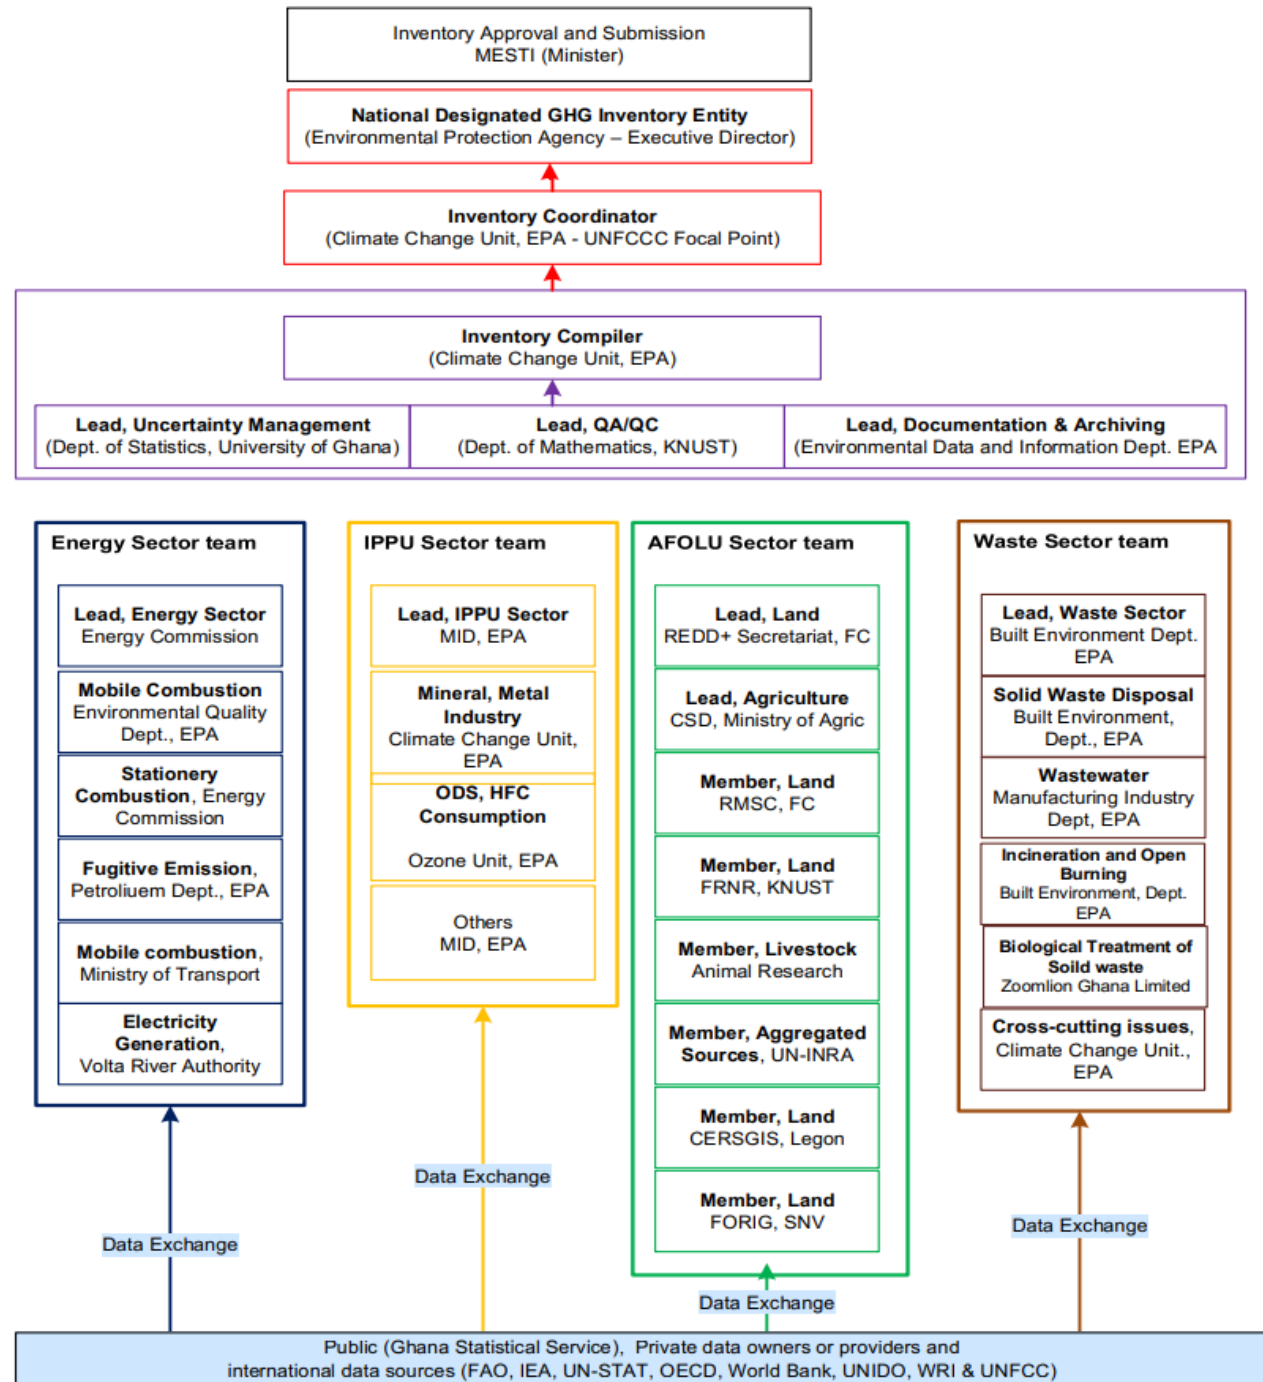 Inventory Approval and Submission
MESTI (Minister)
National Designated GHG Inventory Entity
(Environmental Protection Agency – Executive Director)
Inventory Coordinator
(Climate Change Unit, EPA - UNFCCC Focal Point)
Inventory Compiler
(Climate Change Unit, EPA)
Lead, Uncertainty Management
(Dept. of Statistics, University of Ghana)
Lead, QA/QC
(Dept. of Mathematics, KNUST)
Lead, Documentation & Archiving
(Environmental Data and Information Dept. EPA
Energy Sector team
Lead, Energy Sector
Energy Commission
Mobile Combustion
Environmental Quality
Dept., EPA
Stationery
Combustion, Energy
Commission
Fugitive Emission,
Petroliuem Dept., EPA
Mobile combustion,
Ministry of Transport
Electricity
Generation,
Volta River Authority
Data Exchange
IPPU Sector team
Lead, IPPU Sector
MID, EPA
Mineral, Metal
Industry
Climate Change Unit,
EPA
ODS, HFC
Consumption
Ozone Unit, EPA
Others
MID, EPA
Data Exchange
AFOLU Sector team
Lead, Land
REDD+ Secretariat, FC
Lead, Agriculture
CSD, Ministry of Agric
Member, Land
RMSC, FC
Member, Land
FRNR, KNUST
Member, Livestock
Animal Research
Member, Aggregated
Sources, UN-INRA
Member, Land
CERSGIS, Legon
Member, Land
FORIG, SNV
Data Exchange
Waste Sector team
Lead, Waste Sector
Built Environment Dept.
EPA
Solid Waste Disposal
Built Environment,
Dept., EPA
Wastewater
Manufacturing Industry
Dept, EPA
Incineration and Open
Burning
Built Environment, Dept.
EPA
Biological Treatment of
Soild waste
Zoomlion Ghana Limited
Cross-cutting issues,
Climate Change Unit.,
EPA
Data Exchange
Public (Ghana Statistical Service), Private data owners or providers and
international data sources (FAO, IEA, UN-STAT, OECD, World Bank, UNIDO, WRI & UNFCC)